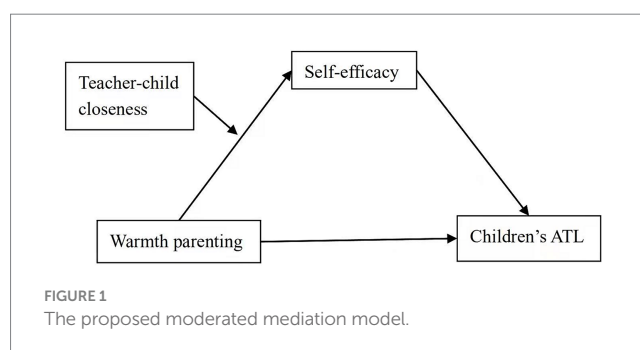 Teacher-child
closeness
Self-efficacy
Warmth parenting
Children's ATL
FIGURE 1
The proposed moderated mediation model.